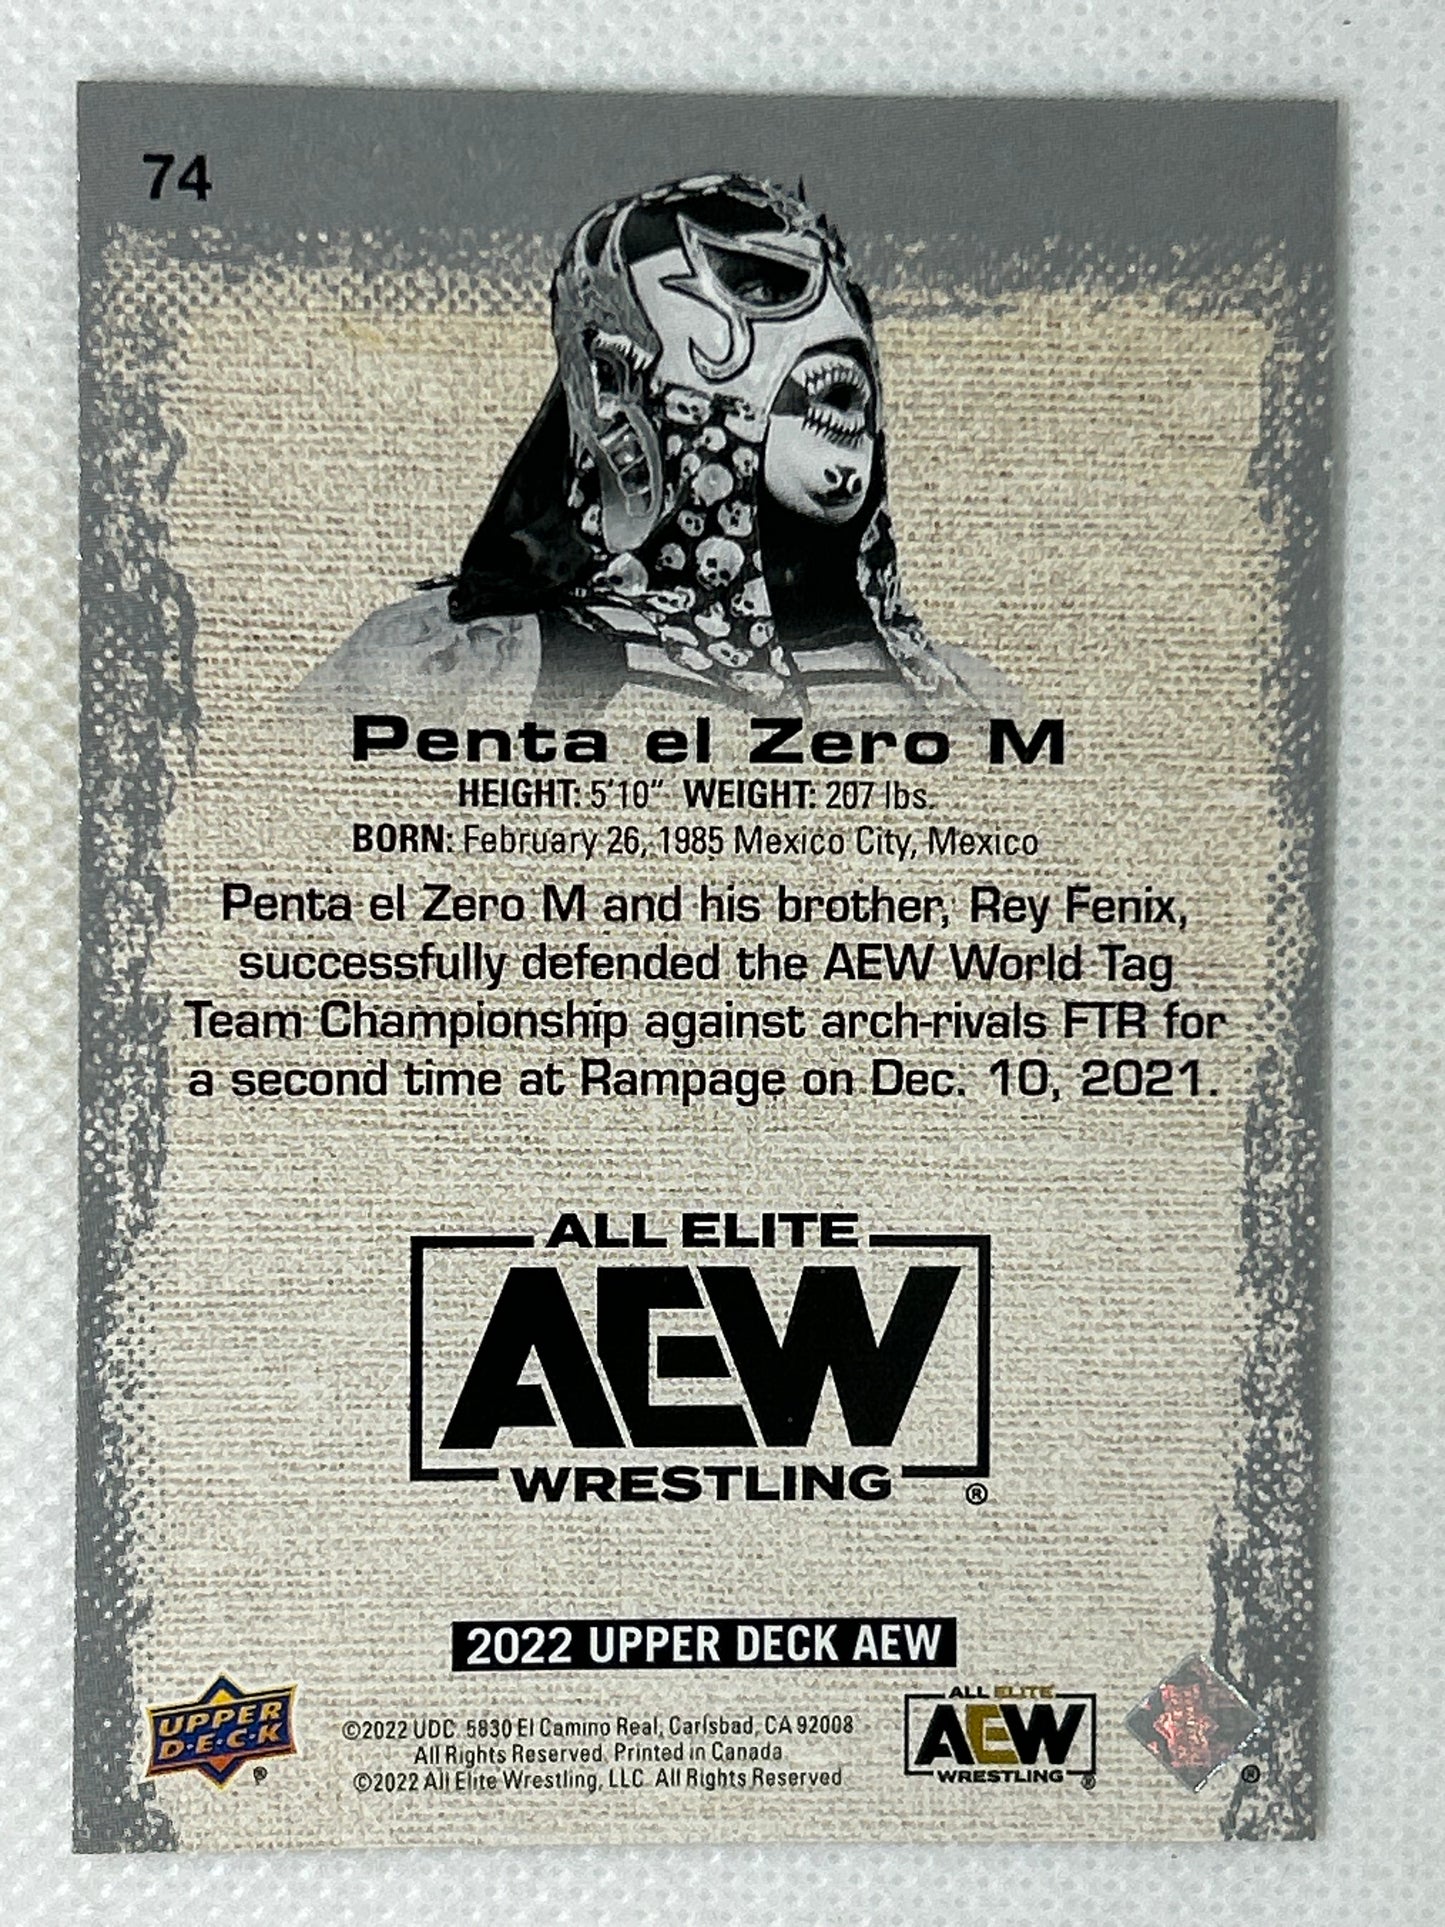 74
Penta el Zero M
HEIGHT: 5'10" WEIGHT: 207 lbs.
BORN: February 26, 1985 Mexico City, Mexico
Penta el Zero M and his brother, Rey Fenix,
successfully defended the AEW World Tag
Team Championship against arch-rivals FTR for
a second time at Rampage on Dec. 10, 2021.
ALL ELITE
AEW
WRESTLING ®
2022 UPPER DECK AEW
UPPER
D·E·C·K
©2022 UDC. 5830 El Camino Real, Carlsbad, CA 92008
All Rights Reserved. Printed in Canada
©2022 All Elite Wrestling, LLC. All Rights Reserved
ALL ELITE
AEW
WRESTLING ®
®